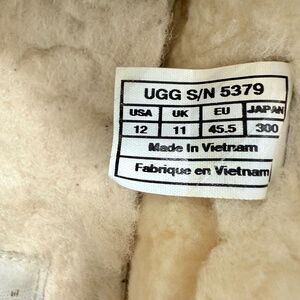 UGG S/N 5379
USA UK EU JAPAN
12 11 45.5 300
Made In Vietnam
Fabrique en Vietnam